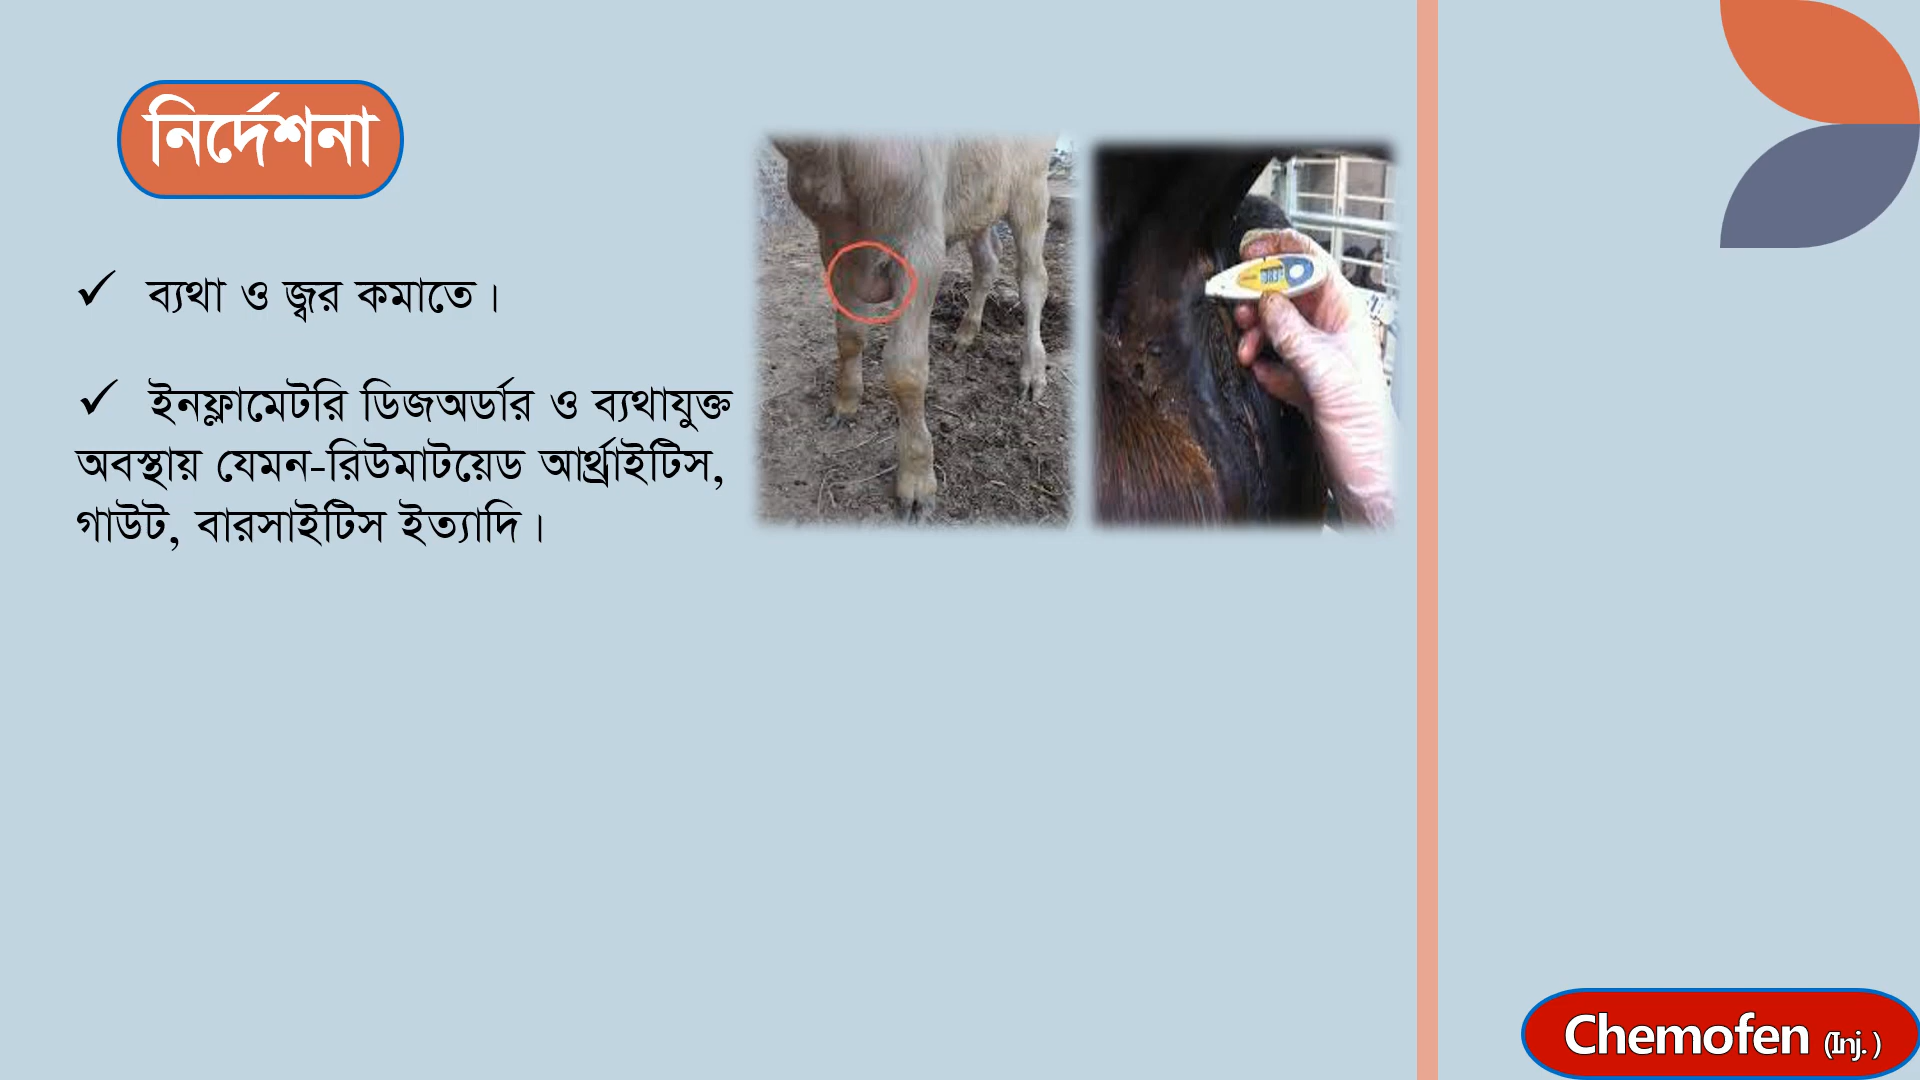 নির্দেশনা
✓ ব্যথা ও জ্বর কমাতে।
✓ ইনফ্লামেটরি ডিজঅর্ডার ও ব্যথাযুক্ত
অবস্থায় যেমন-রিউমাটয়েড আর্থ্রাইটিস,
গাউট, বারসাইটিস ইত্যাদি।
Chemofen (Inj.)